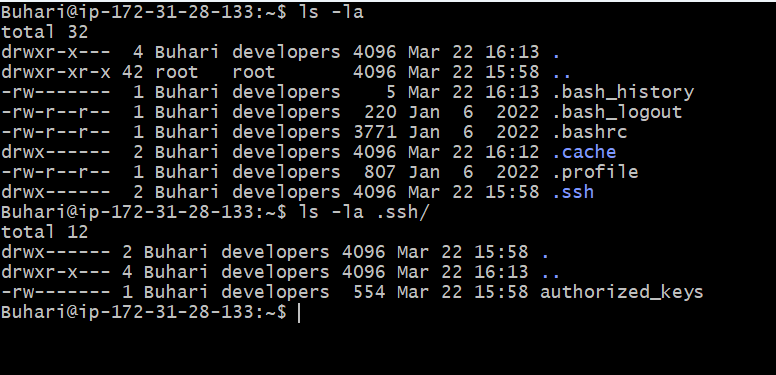 Buhari@ip-172-31-28-133:~$ ls -la
total 32
drwxr-x---  4 Buhari developers 4096 Mar 22 16:13 .
drwxr-xr-x 42 root   root       4096 Mar 22 15:58 ..
-rw-------  1 Buhari developers    5 Mar 22 16:13 .bash_history
-rw-r--r--  1 Buhari developers  220 Jan  6  2022 .bash_logout
-rw-r--r--  1 Buhari developers 3771 Jan  6  2022 .bashrc
drwx------  2 Buhari developers 4096 Mar 22 16:12 .cache
-rw-r--r--  1 Buhari developers  807 Jan  6  2022 .profile
drwx------  2 Buhari developers 4096 Mar 22 15:58 .ssh
Buhari@ip-172-31-28-133:~$ ls -la .ssh/
total 12
drwx------ 2 Buhari developers 4096 Mar 22 15:58 .
drwxr-x--- 4 Buhari developers 4096 Mar 22 16:13 ..
-rw------- 1 Buhari developers  554 Mar 22 15:58 authorized_keys
Buhari@ip-172-31-28-133:~$